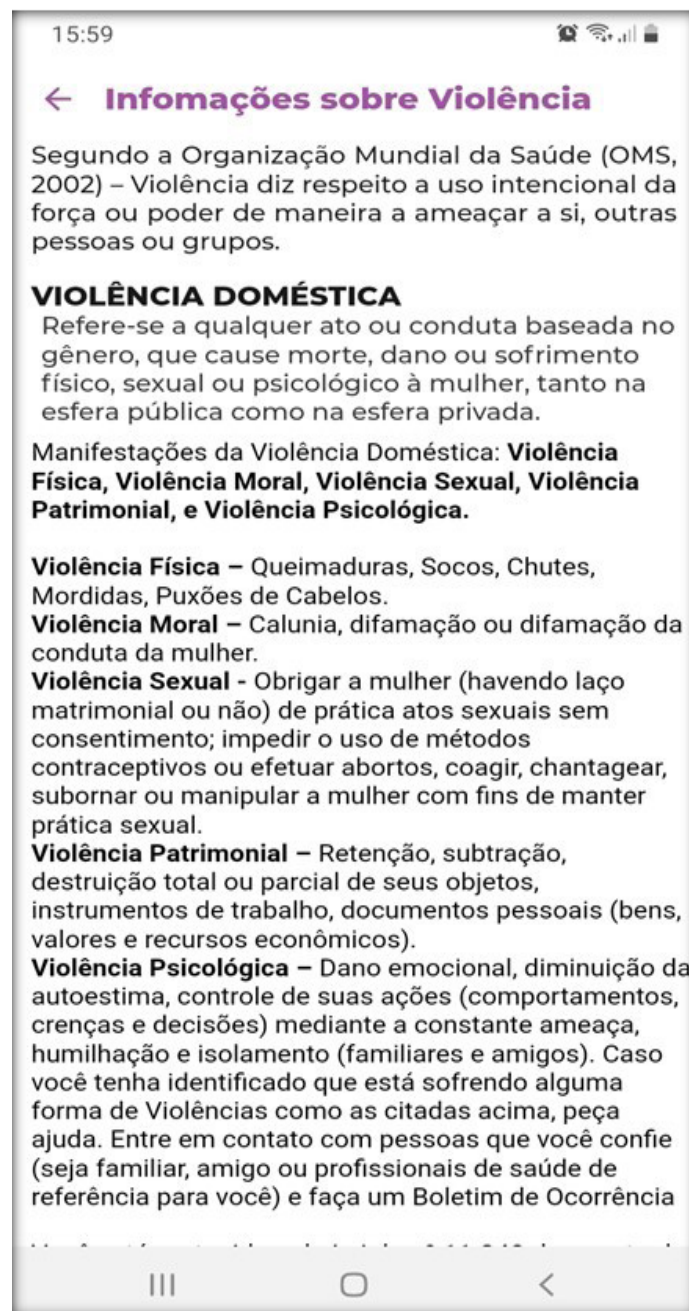 15:59
Infomações sobre Violência
Segundo a Organização Mundial da Saúde (OMS,
2002) – Violência diz respeito a uso intencional da
força ou poder de maneira a ameaçar a si, outras
pessoas ou grupos.
VIOLÊNCIA DOMÉSTICA
Refere-se a qualquer ato ou conduta baseada no
gênero, que cause morte, dano ou sofrimento
físico, sexual ou psicológico à mulher, tanto na
esfera pública como na esfera privada.
Manifestações da Violência Doméstica: Violência
Física, Violência Moral, Violência Sexual, Violência
Patrimonial, e Violência Psicológica.
Violência Física – Queimaduras, Socos, Chutes,
Mordidas, Puxões de Cabelos.
Violência Moral – Calunia, difamação ou difamação da
conduta da mulher.
Violência Sexual - Obrigar a mulher (havendo laço
matrimonial ou não) de prática atos sexuais sem
consentimento; impedir o uso de métodos
contraceptivos ou efetuar abortos, coagir, chantagear,
subornar ou manipular a mulher com fins de manter
prática sexual.
Violência Patrimonial – Retenção, subtração,
destruição total ou parcial de seus objetos,
instrumentos de trabalho, documentos pessoais (bens,
valores e recursos econômicos).
Violência Psicológica – Dano emocional, diminuição da
autoestima, controle de suas ações (comportamentos,
crenças e decisões) mediante a constante ameaça,
humilhação e isolamento (familiares e amigos). Caso
você tenha identificado que está sofrendo alguma
forma de Violências como as citadas acima, peça
ajuda. Entre em contato com pessoas que você confie
(seja familiar, amigo ou profissionais de saúde de
referência para você) e faça um Boletim de Ocorrência